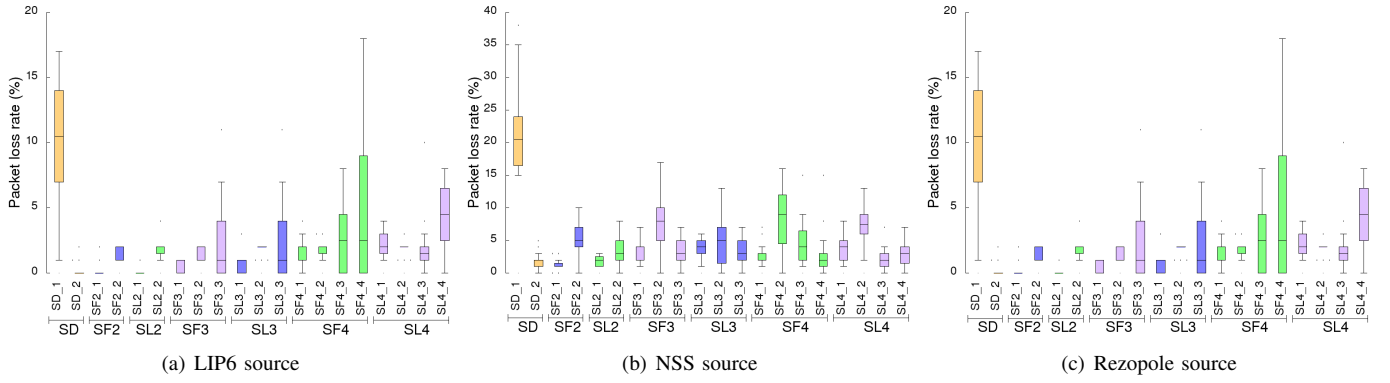 20
15
10
5
0
Packet loss rate (%)
SD_1
SD_2
SF2_1
SF2_2
SL2_1
SL2_2
SF3_1
SF3_2
SF3_3
SL3_1
SL3_2
SL3_3
SF4_1
SF4_2
SF4_3
SF4_4
SL4_1
SL4_2
SL4_3
SL4_4
SD SF2 SL2 SF3 SL3 SF4 SL4
(a) LIP6 source
40
35
30
25
20
15
10
5
0
Packet loss rate (%)
SD_1
SD_2
SF2_1
SF2_2
SL2_1
SL2_2
SF3_1
SF3_2
SF3_3
SL3_1
SL3_2
SL3_3
SF4_1
SF4_2
SF4_3
SF4_4
SL4_1
SL4_2
SL4_3
SL4_4
SD SF2 SL2 SF3 SL3 SF4 SL4
(b) NSS source
20
15
10
5
0
Packet loss rate (%)
SD_1
SD_2
SF2_1
SF2_2
SL2_1
SL2_2
SF3_1
SF3_2
SF3_3
SL3_1
SL3_2
SL3_3
SF4_1
SF4_2
SF4_3
SF4_4
SL4_1
SL4_2
SL4_3
SL4_4
SD SF2 SL2 SF3 SL3 SF4 SL4
(c) Rezopole source